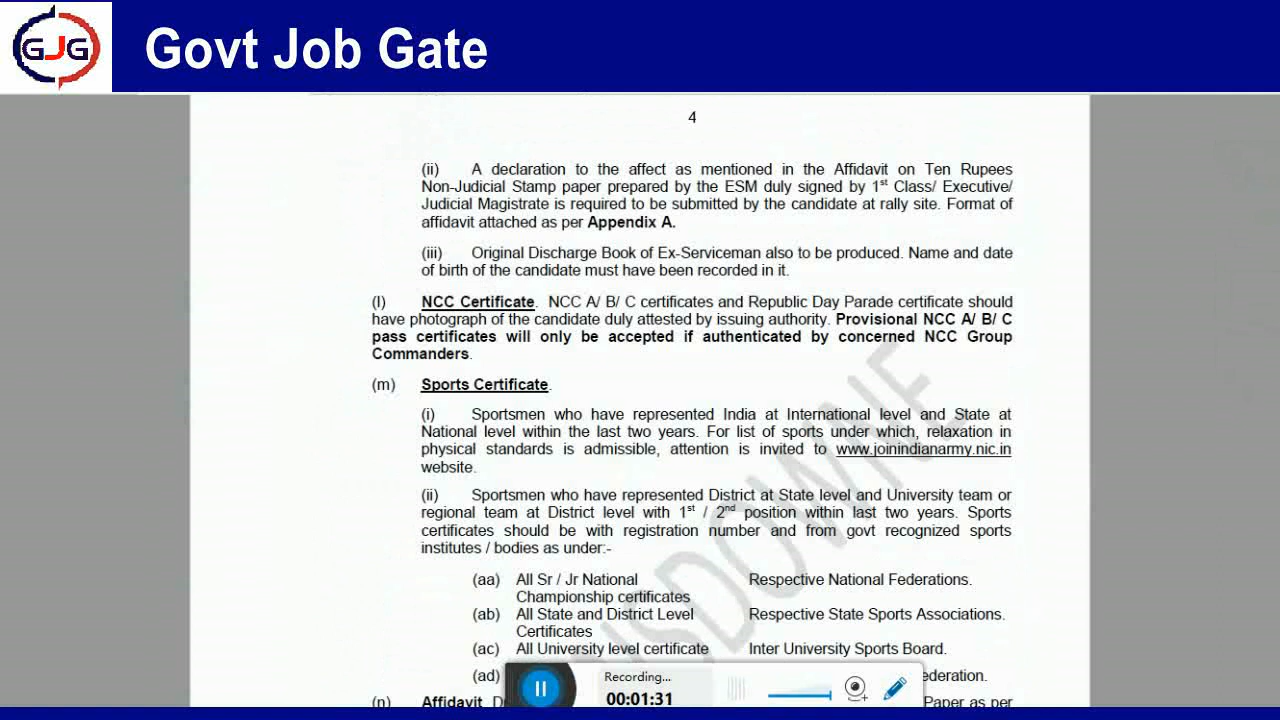 GJG
Govt Job Gate
4
(ii) A declaration to the affect as mentioned in the Affidavit on Ten Rupees
Non-Judicial Stamp paper prepared by the ESM duly signed by 1st Class/ Executive/
Judicial Magistrate is required to be submitted by the candidate at rally site. Format of
affidavit attached as per Appendix A.
(iii) Original Discharge Book of Ex-Serviceman also to be produced. Name and date
of birth of the candidate must have been recorded in it.
(l) NCC Certificate. NCC A/ B/ C certificates and Republic Day Parade certificate should
have photograph of the candidate duly attested by issuing authority. Provisional NCC A/ B/ C
pass certificates will only be accepted if authenticated by concerned NCC Group
Commanders.
(m) Sports Certificate.
(i) Sportsmen who have represented India at International level and State at
National level within the last two years. For list of sports under which, relaxation in
physical standards is admissible, attention is invited to www.joinindianarmy.nic.in
website.
(ii) Sportsmen who have represented District at State level and University team or
regional team at District level with 1st / 2nd position within last two years. Sports
certificates should be with registration number and from govt recognized sports
institutes / bodies as under:-
(aa) All Sr / Jr National Respective National Federations.
Championship certificates
(ab) All State and District Level Respective State Sports Associations.
Certificates
(ac) All University level certificate Inter University Sports Board.
(ad) ederation.
Recording...
00:01:31
(n) Affidavit. Paper as per
NSDOWNE